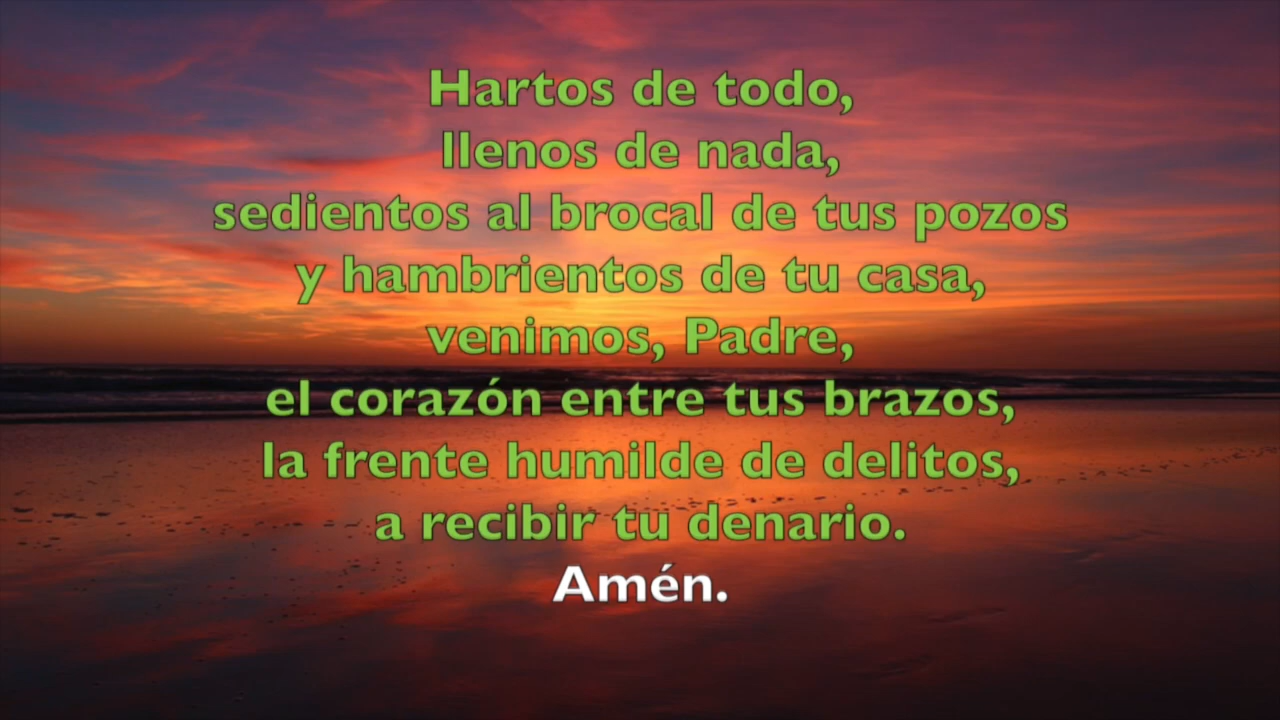 Hartos de todo,
llenos de nada,
sedientos al brocal de tus pozos
y hambrientos de tu casa,
venimos, Padre,
el corazón entre tus brazos,
la frente humilde de delitos,
a recibir tu denario.
Amén.